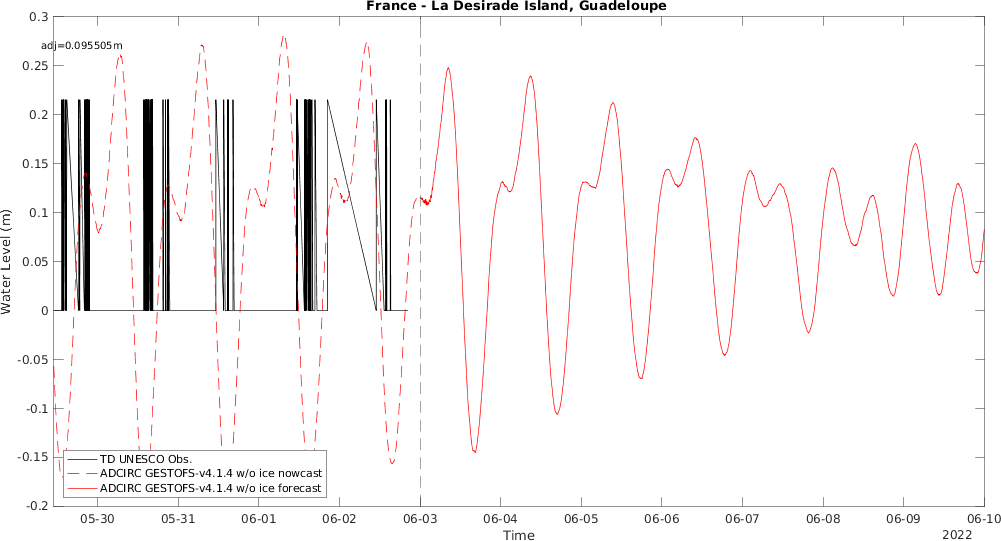 France - La Desirade Island, Guadeloupe
adj=0.095505m
0.3
0.25
0.2
0.15
0.1
0.05
0
-0.05
-0.1
-0.15
-0.2
Water Level (m)
TD UNESCO Obs.
ADCIRC GESTOFS-v4.1.4 w/o ice nowcast
ADCIRC GESTOFS-v4.1.4 w/o ice forecast
05-30 05-31 06-01 06-02 06-03 06-04 06-05 06-06 06-07 06-08 06-09 06-10
Time
2022